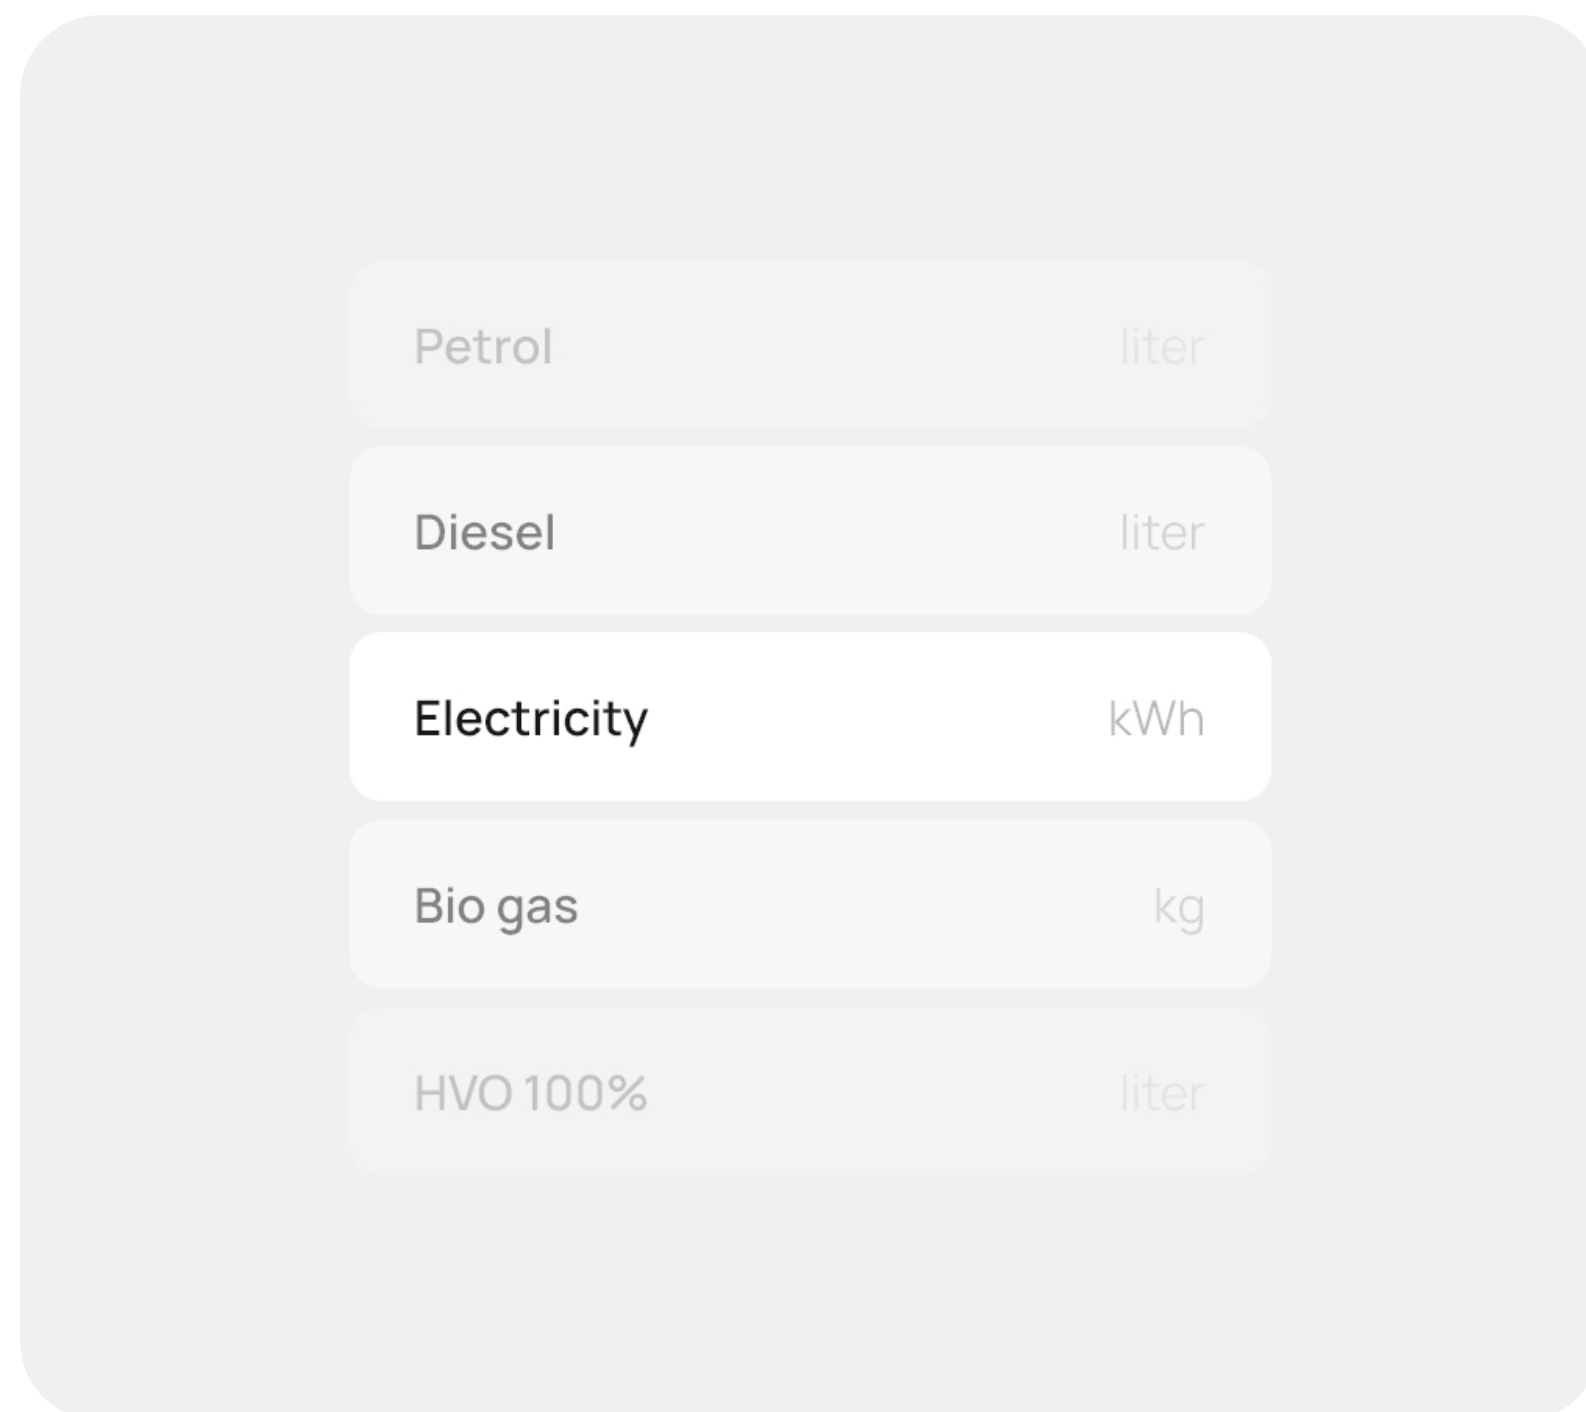 Petrol liter
Diesel liter
Electricity kWh
Bio gas kg
HVO 100% liter